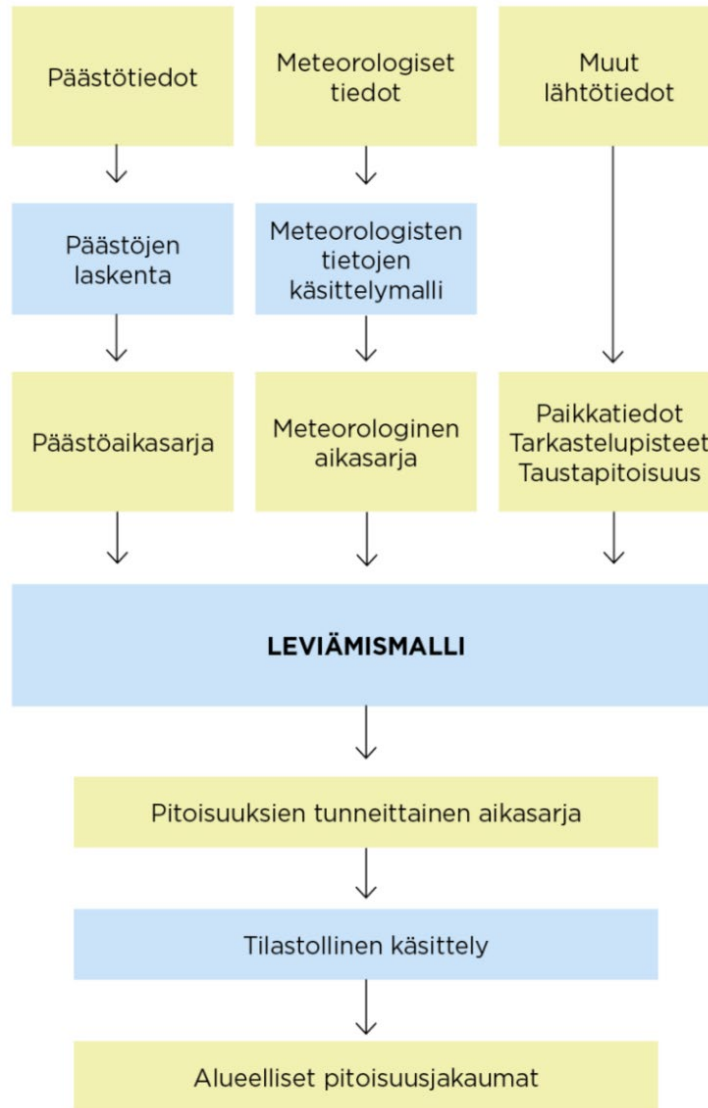 Päästötiedot
Meteorologiset
tiedot
Muut
lähtötiedot
Päästöjen
laskenta
Meteorologisten
tietojen
käsittelymalli
Päästöaikasarja
Meteorologinen
aikasarja
Paikkatiedot
Tarkastelupisteet
Taustapitoisuus
LEVIÄMISMALLI
Pitoisuuksien tunneittainen aikasarja
Tilastollinen käsittely
Alueelliset pitoisuusjakaumat